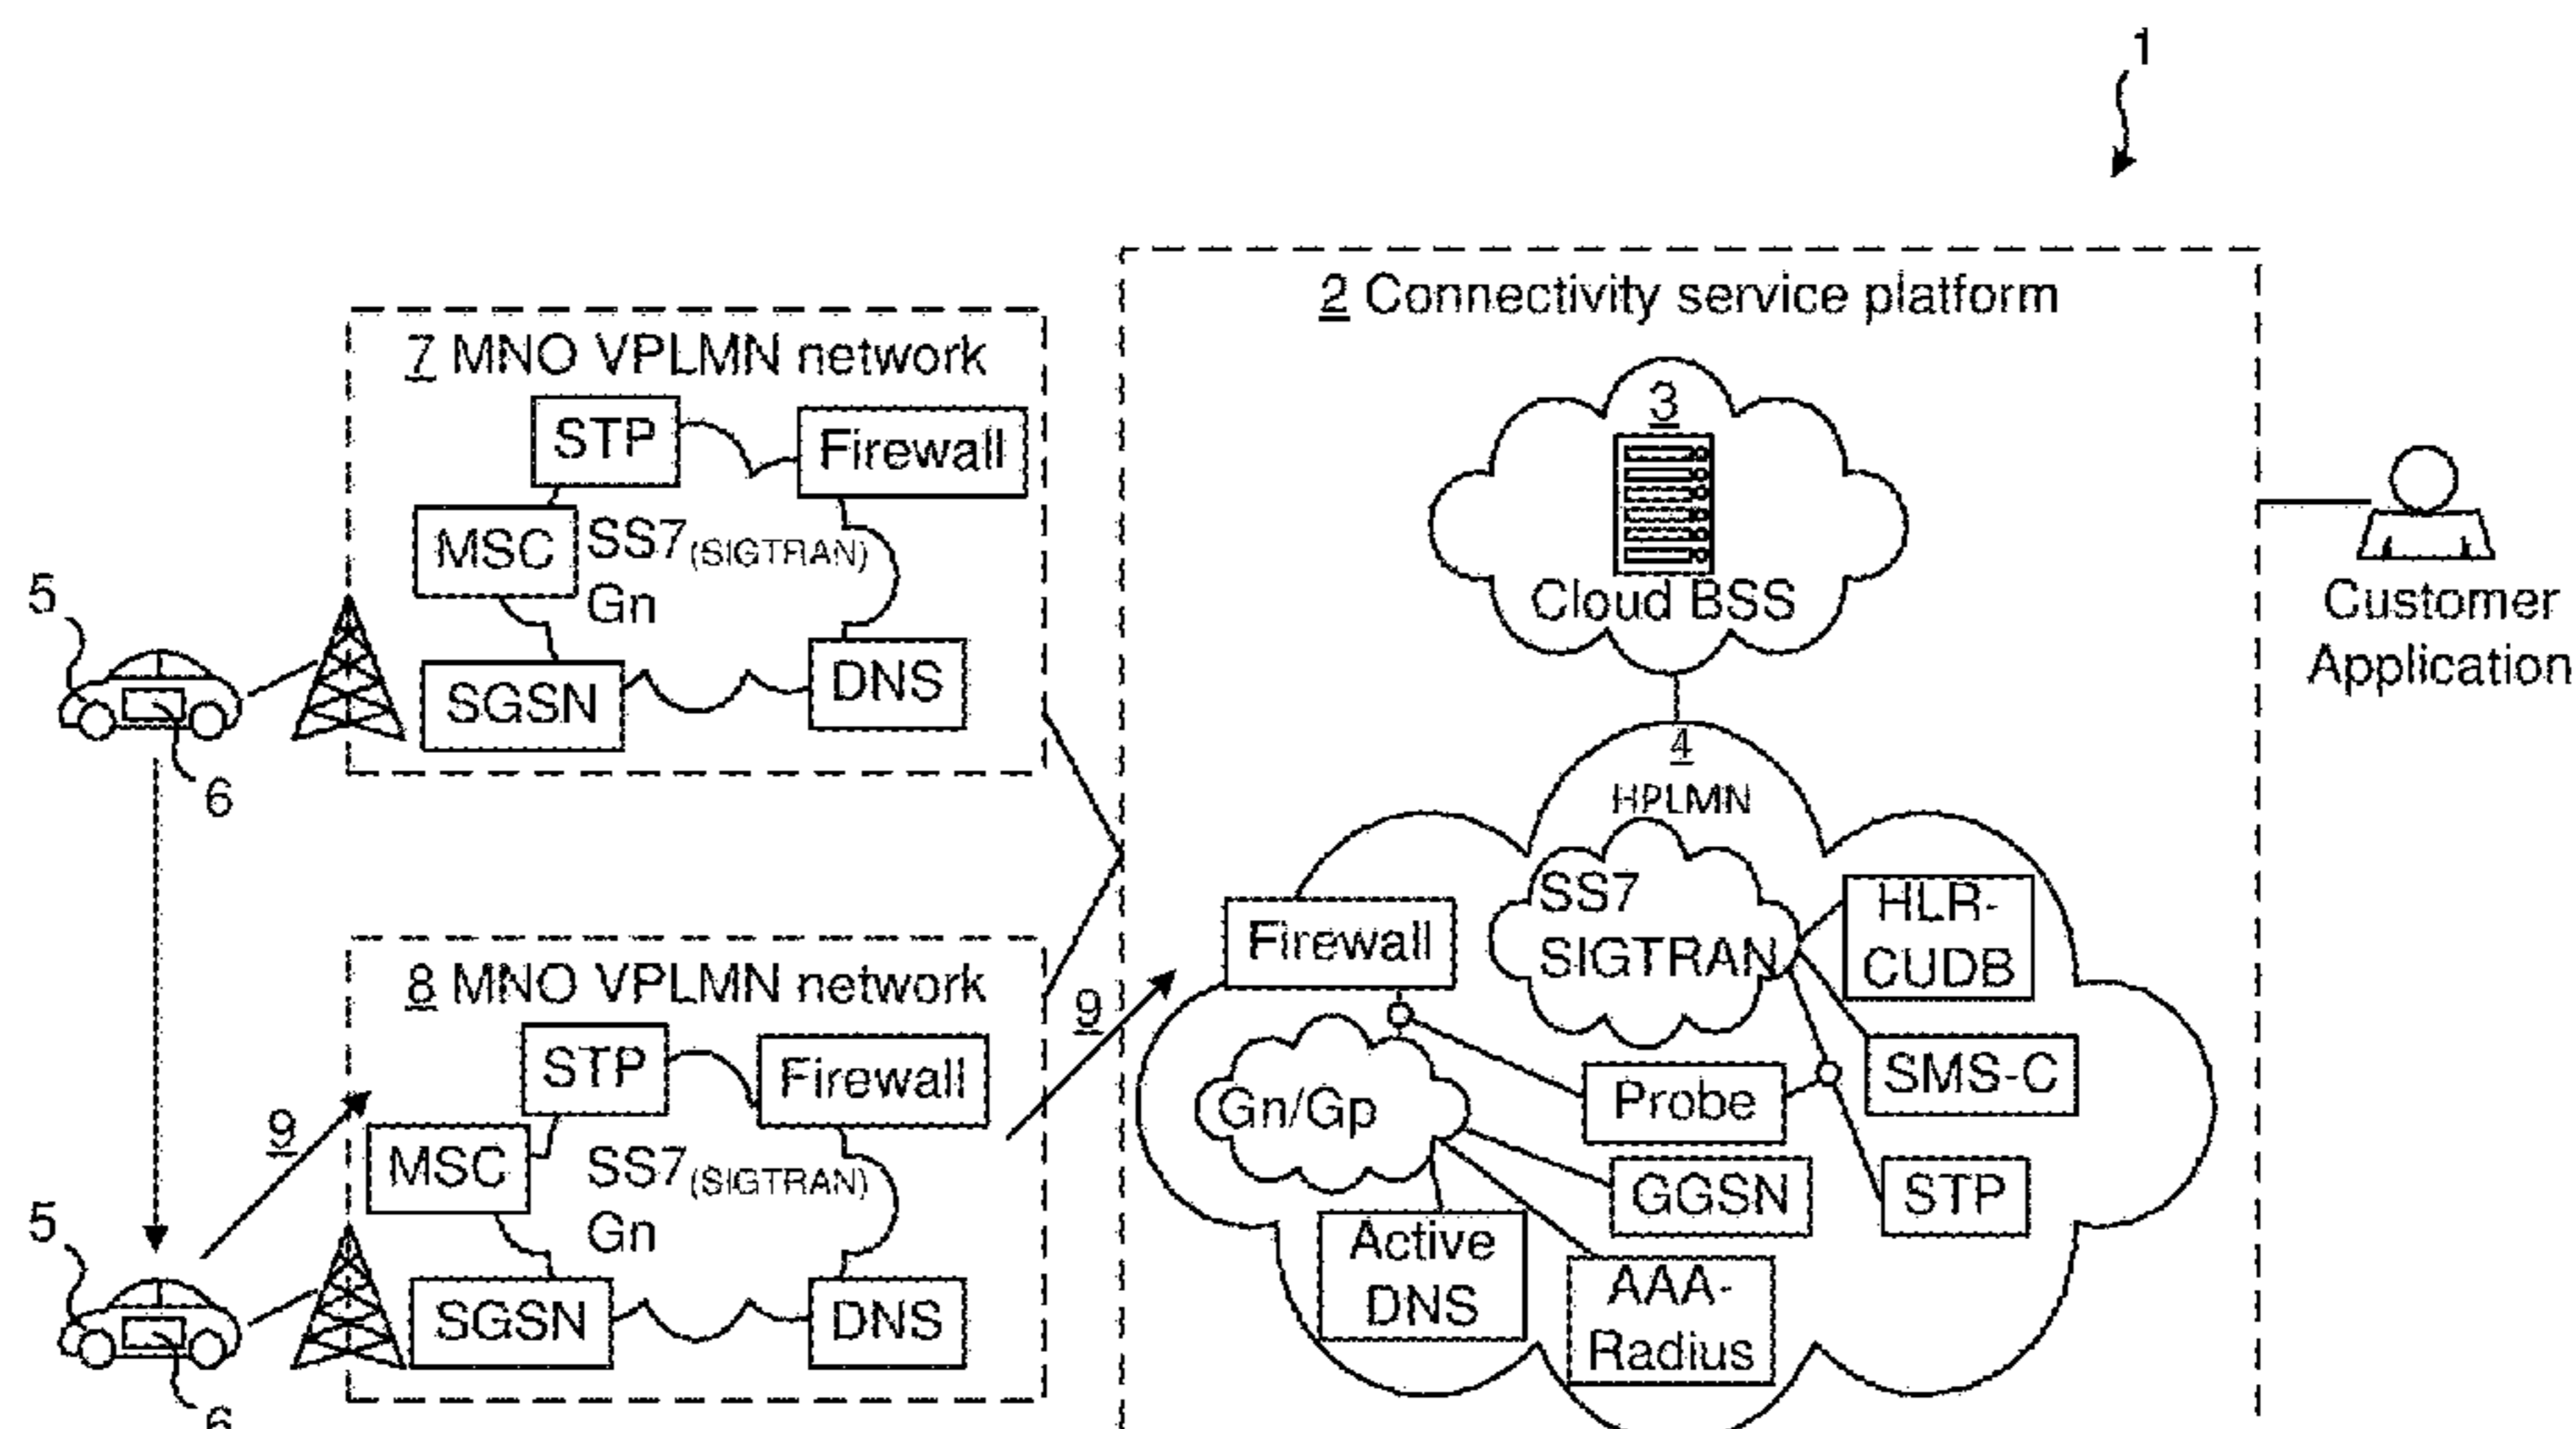 1
2 Connectivity service platform
7 MNO VPLMN network
STP
Firewall
MSC
SS7(SIGTRAN)
Gn
SGSN
DNS
5
6
3
Cloud BSS
Customer
Application
4
HPLMN
SS7
SIGTRAN
HLR-
CUDB
Firewall
SMS-C
Probe
Gn/Gp
GGSN
STP
Active
DNS
AAA-
Radius
8 MNO VPLMN network
STP
Firewall
MSC
SS7(SIGTRAN)
Gn
SGSN
DNS
9
9
5
6